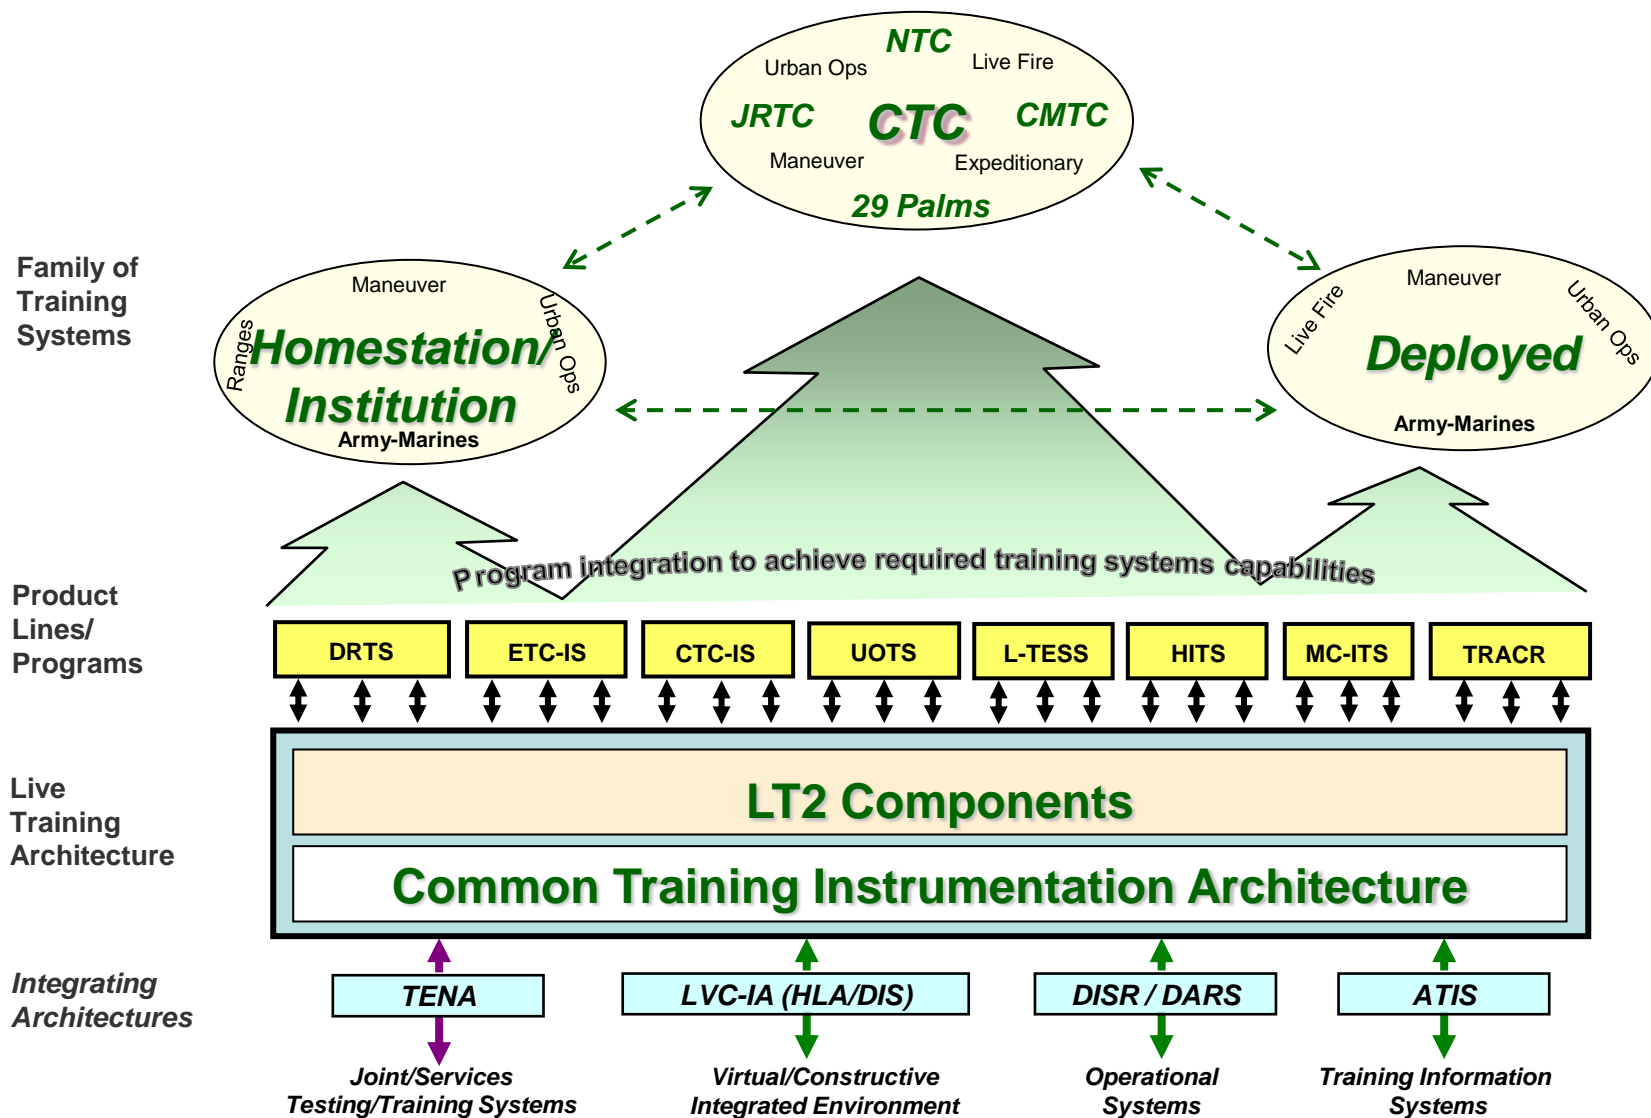 NTC
Urban Ops
Live Fire
JRTC
CTC
CMTC
Maneuver
Expeditionary
29 Palms
Family of
Training
Systems
Maneuver
Ranges
Urban Ops
Homestation/
Institution
Army-Marines
Live Fire
Maneuver
Urban Ops
Deployed
Army-Marines
Program integration to achieve required training systems capabilities
Product
Lines/
Programs
DRTS
ETC-IS
CTC-IS
UOTS
L-TESS
HITS
MC-ITS
TRACR
Live
Training
Architecture
LT2 Components
Common Training Instrumentation Architecture
Integrating
Architectures
TENA
LVC-IA (HLA/DIS)
DISR / DARS
ATIS
Joint/Services
Testing/Training Systems
Virtual/Constructive
Integrated Environment
Operational
Systems
Training Information
Systems